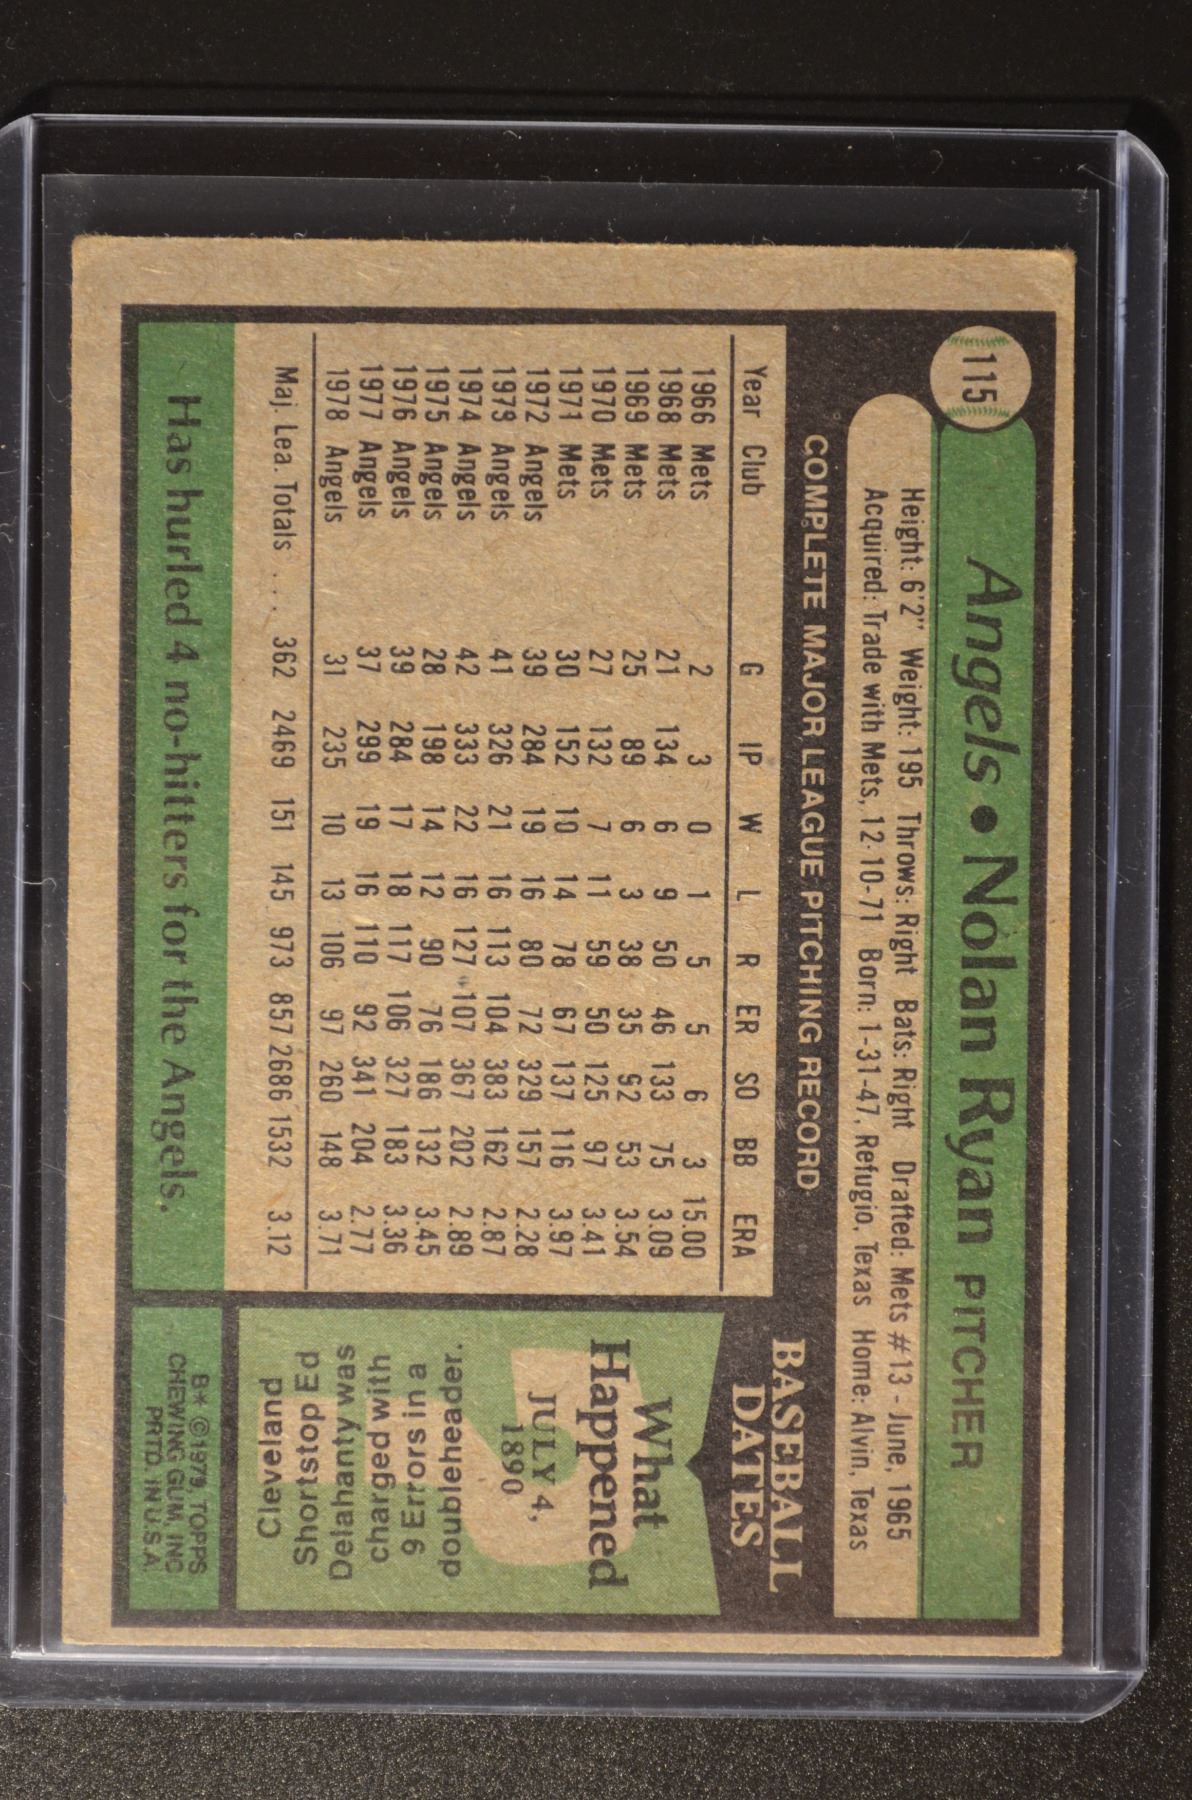 115
Angels • Nolan Ryan PITCHER
Height: 6'2" Weight: 195 Throws: Right Bats: Right Drafted: Mets #13 - June, 1965
Acquired: Trade with Mets, 12-10-71 Born: 1-31-47, Refugio, Texas Home: Alvin, Texas
COMPLETE MAJOR LEAGUE PITCHING RECORD
Year Club G IP W L R ER SO BB ERA
1966 Mets 2 3 0 1 5 5 6 3 15.00
1968 Mets 21 134 6 9 50 46 133 75 3.09
1969 Mets 25 89 6 3 38 35 92 53 3.54
1970 Mets 27 132 7 11 59 50 125 97 3.41
1971 Mets 30 152 10 14 78 67 137 116 3.97
1972 Angels 39 284 19 16 80 72 329 157 2.28
1973 Angels 41 326 21 16 113 104 383 162 2.87
1974 Angels 42 333 22 16 127 107 367 202 2.89
1975 Angels 28 198 14 12 90 76 186 132 3.45
1976 Angels 39 284 17 18 117 106 327 183 3.36
1977 Angels 37 299 19 16 110 92 341 204 2.77
1978 Angels 31 235 10 13 106 97 260 148 3.71
Maj. Lea. Totals . . . 362 2469 151 145 973 857 2686 1532 3.12
Has hurled 4 no-hitters for the Angels.
BASEBALL
DATES
What
Happened
JULY 4,
1890
Cleveland
Shortstop Ed
Delahanty was
charged with
9 Errors in a
doubleheader.
B* ©1979, TOPPS
CHEWING GUM, INC
PRTD. IN U.S.A.